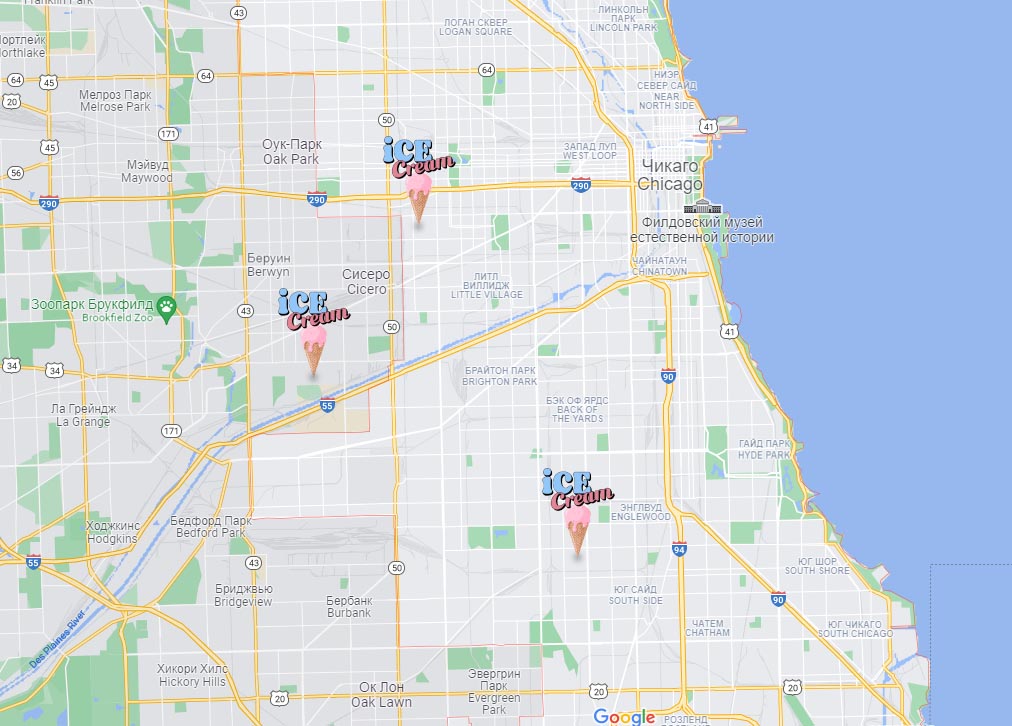 Franklin Park
43
ЛОГАН СКВЕР
LOGAN SQUARE
ЛИНКОЛЬН
ПАРК
LINCOLN PARK
64
45
64
64
20
45
Мелроз Парк
Melrose Park
НИЭР
СЕВЕР САЙД
NEAR
NORTH SIDE
50
41
171
Оук-Парк
Oak Park
iCE
Cream
ЗАПАД ЛУП
WEST LOOP
45
56
Мэйвуд
Maywood
Чикаго
Chicago
290
290
290
Филдовский музей
естественной истории
Беруин
Berwyn
Сисеро
Cicero
ЛИТЛ
ВИЛЛИДЖ
LITTLE VILLAGE
ЧАЙНАТАУН
CHINATOWN
Зоопарк Брукфилд
Brookfield Zoo
43
iCE
Cream
50
41
34
34
БРАЙТОН ПАРК
BRIGHTON PARK
90
55
Ла Грейндж
La Grange
БЭК ОФ ЯРДС
BACK OF
THE YARDS
171
ГАЙД ПАРК
HYDE PARK
iCE
Cream
ЭНГЛВУД
ENGLEWOOD
Ходжкинс
Hodgkins
Бедфорд Парк
Bedford Park
55
43
50
94
ЮГ ШОР
SOUTH SHORE
Бриджвью
Bridgeview
Бербанк
Burbank
ЮГ САЙД
SOUTH SIDE
90
Des Plaines River
ЧАТЕМ
CHATHAM
ЮГ ЧИКАГО
SOUTH CHICAGO
Хикори Хилс
Hickory Hills
20
Ок Лон
Oak Lawn
Эвергрин
Парк
Evergreen
Park
20
20
Google
РОЗЛЕНД